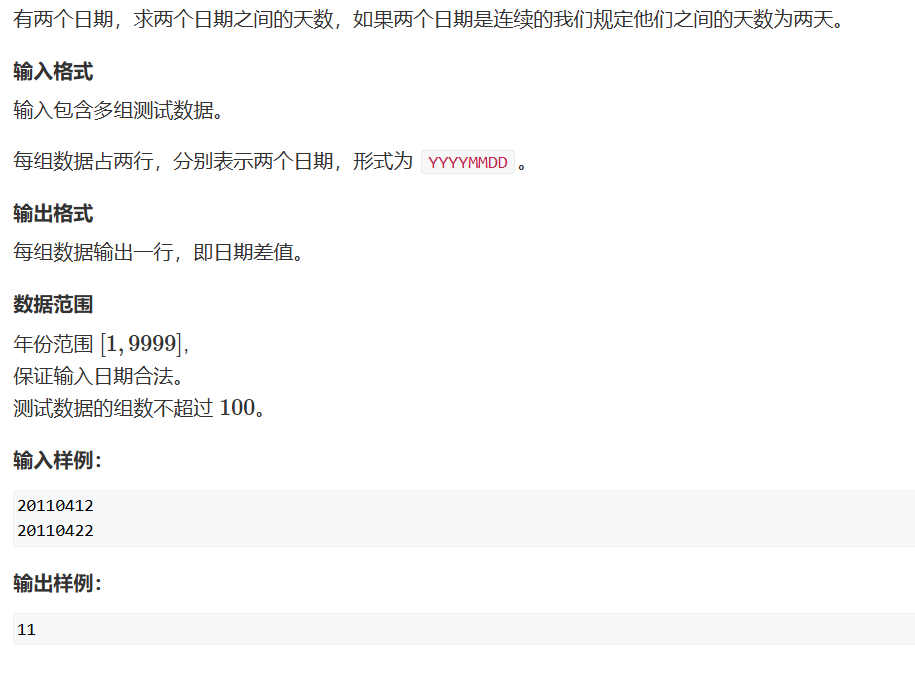 有两个日期，求两个日期之间的天数，如果两个日期是连续的我们规定他们之间的天数为两天。
输入格式
输入包含多组测试数据。
每组数据占两行，分别表示两个日期，形式为 YYYYMMDD 。
输出格式
每组数据输出一行，即日期差值。
数据范围
年份范围 [1, 9999],
保证输入日期合法。
测试数据的组数不超过 100。
输入样例：
20110412
20110422
输出样例：
11